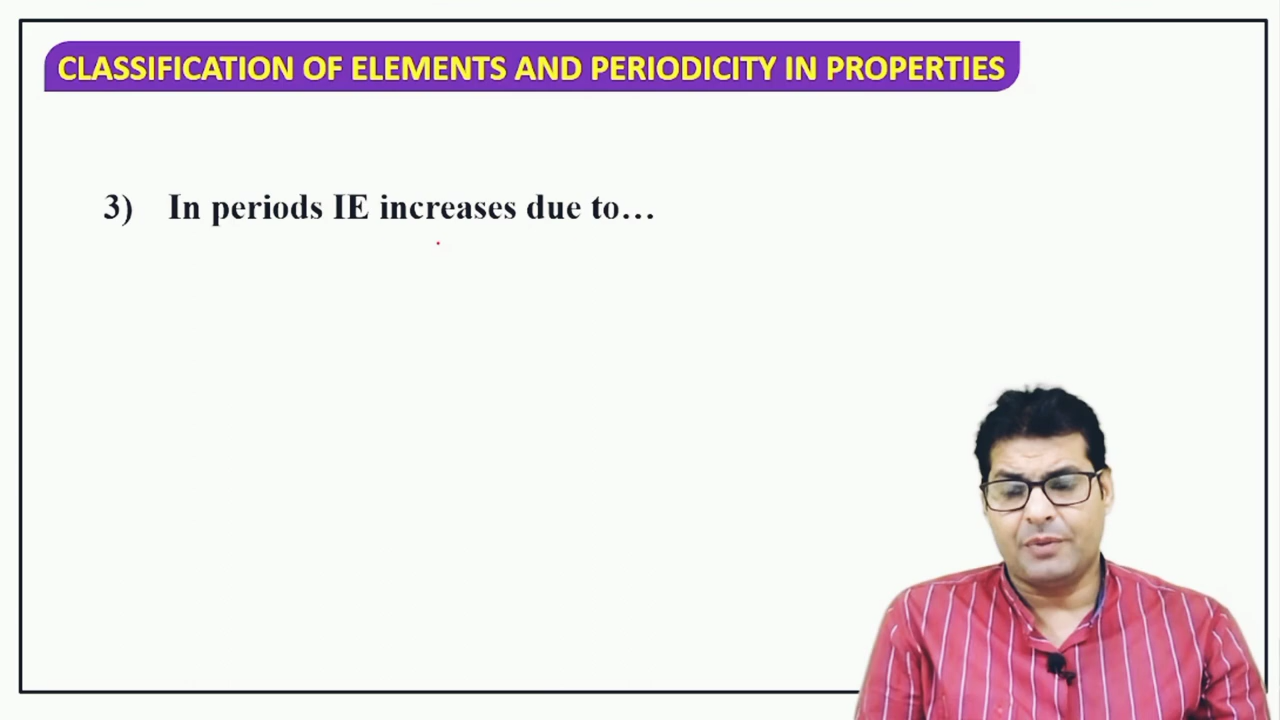 CLASSIFICATION OF ELEMENTS AND PERIODICITY IN PROPERTIES
3) In periods IE increases due to...